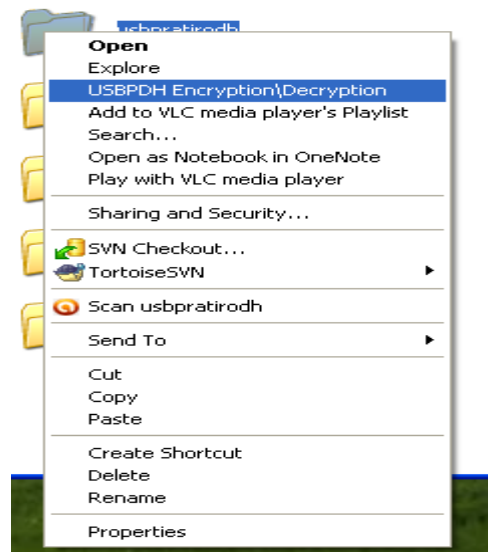 usbpratirodh
Open
Explore
USBPDH Encryption\Decryption
Add to VLC media player's Playlist
Search...
Open as Notebook in OneNote
Play with VLC media player
Sharing and Security...
SVN Checkout...
TortoiseSVN
Scan usbpratirodh
Send To
Cut
Copy
Paste
Create Shortcut
Delete
Rename
Properties